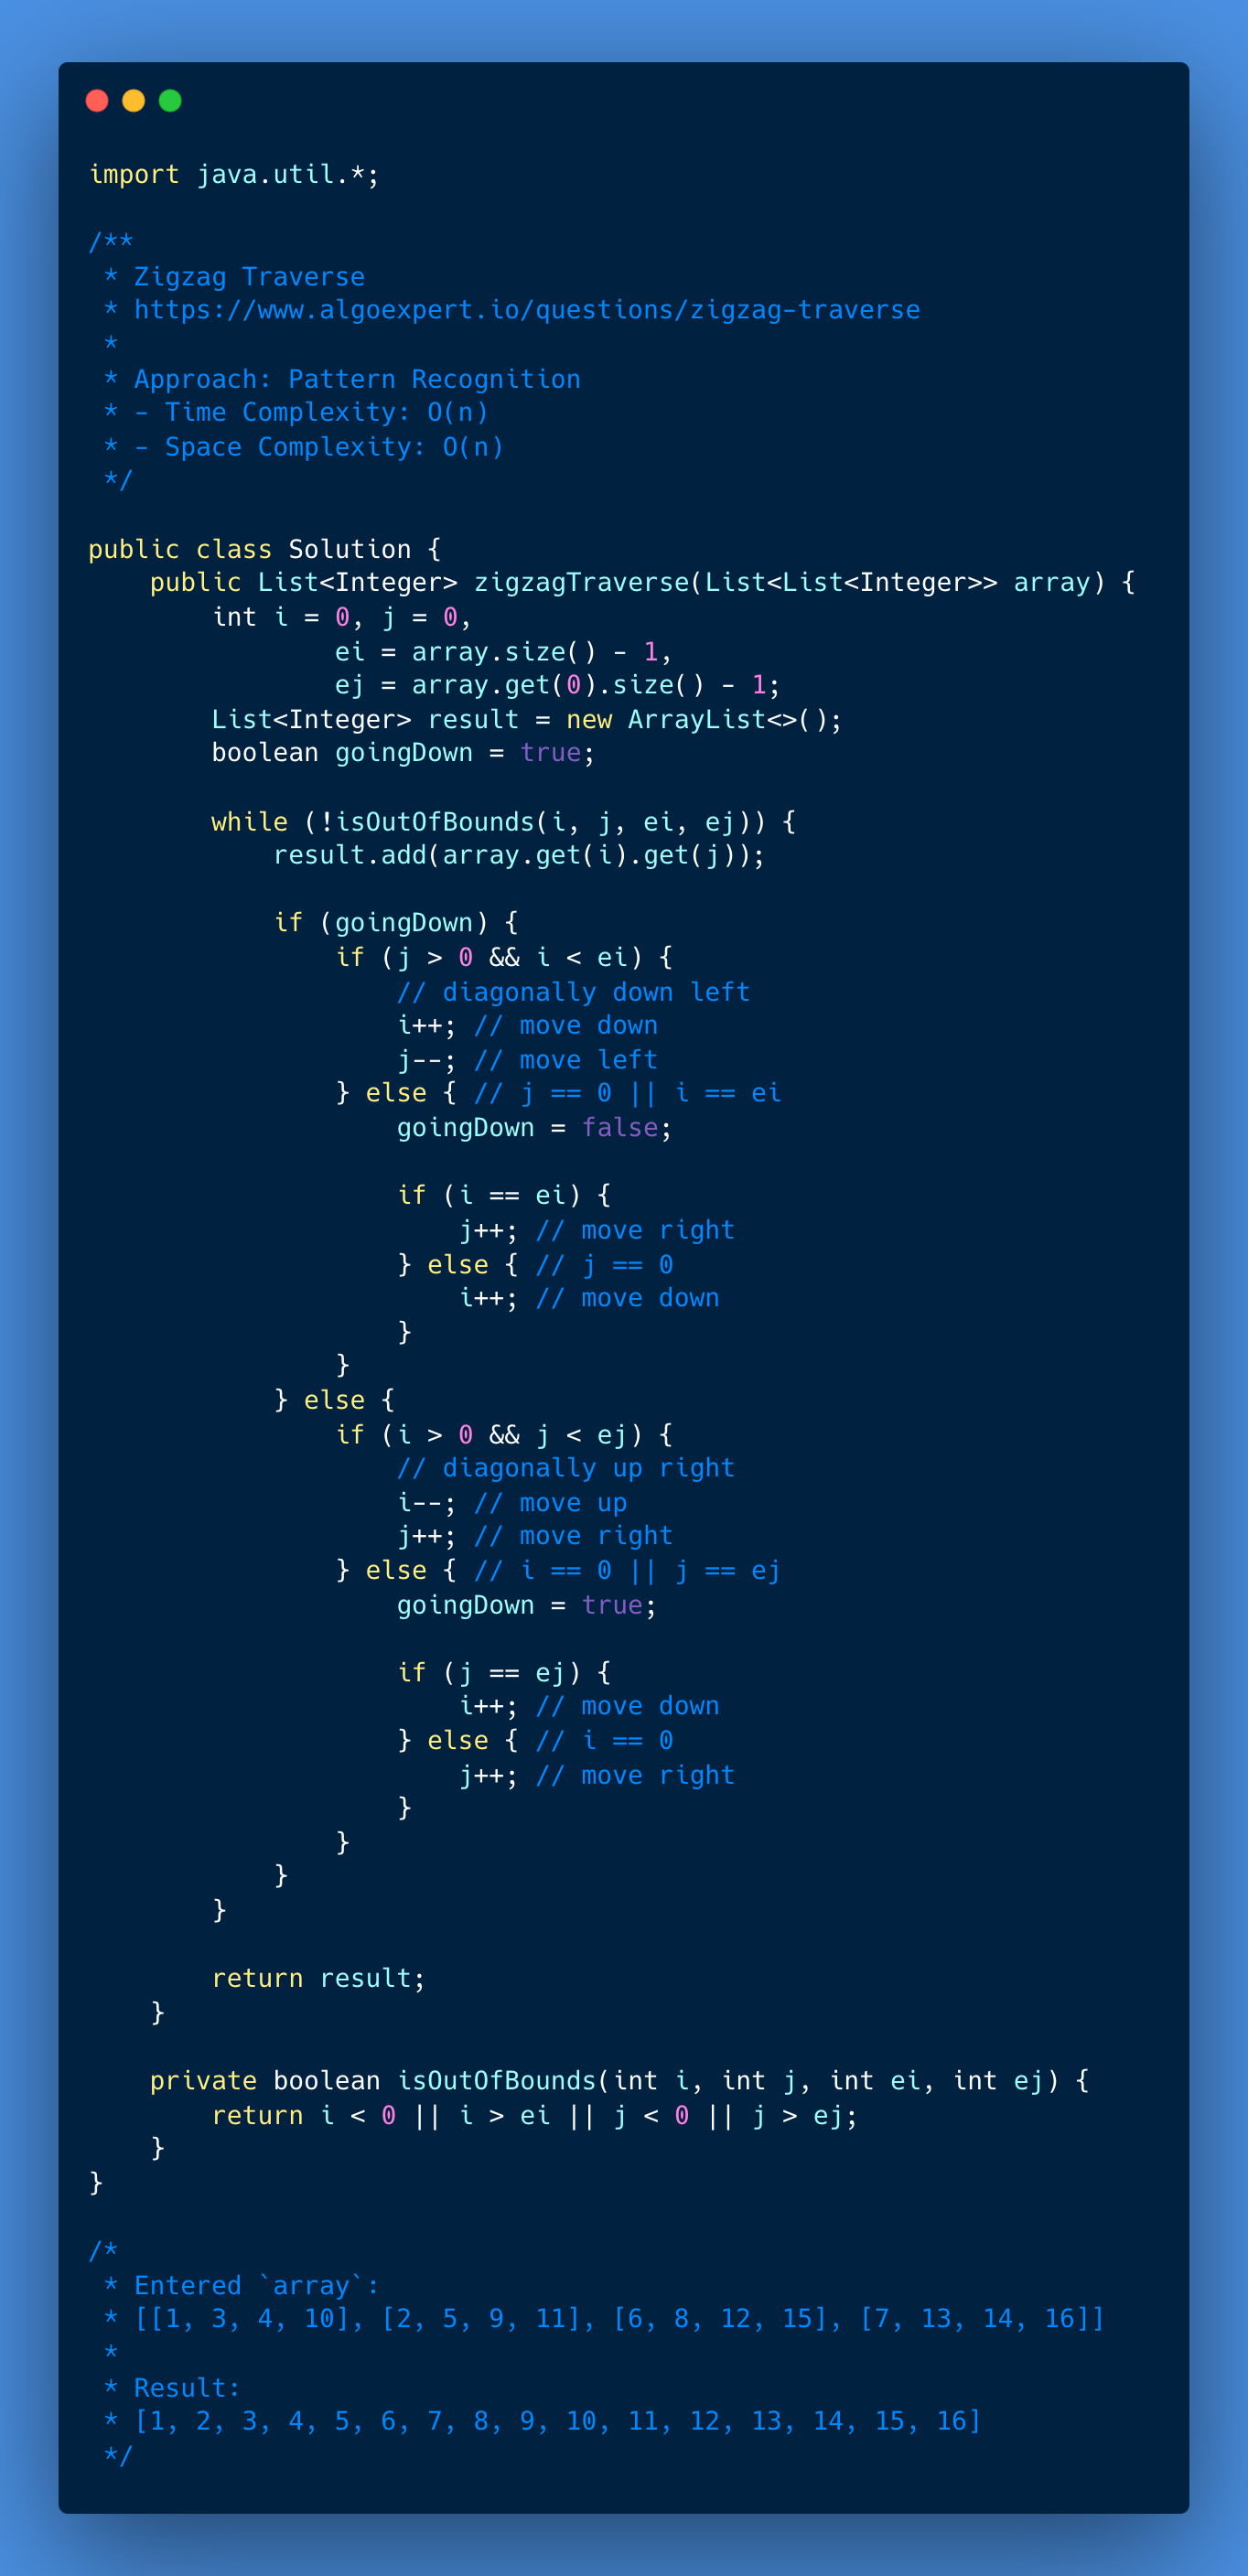 import java.util.*;

/**
 * Zigzag Traverse
 * https://www.algoexpert.io/questions/zigzag-traverse
 *
 * Approach: Pattern Recognition
 * - Time Complexity: O(n)
 * - Space Complexity: O(n)
 */

public class Solution {
    public List<Integer> zigzagTraverse(List<List<Integer>> array) {
        int i = 0, j = 0,
                ei = array.size() - 1,
                ej = array.get(0).size() - 1;
        List<Integer> result = new ArrayList<>();
        boolean goingDown = true;

        while (!isOutOfBounds(i, j, ei, ej)) {
            result.add(array.get(i).get(j));

            if (goingDown) {
                if (j > 0 && i < ei) {
                    // diagonally down left
                    i++; // move down
                    j--; // move left
                } else { // j == 0 || i == ei
                    goingDown = false;

                    if (i == ei) {
                        j++; // move right
                    } else { // j == 0
                        i++; // move down
                    }
                }
            } else {
                if (i > 0 && j < ej) {
                    // diagonally up right
                    i--; // move up
                    j++; // move right
                } else { // i == 0 || j == ej
                    goingDown = true;

                    if (j == ej) {
                        i++; // move down
                    } else { // i == 0
                        j++; // move right
                    }
                }
            }
        }

        return result;
    }

    private boolean isOutOfBounds(int i, int j, int ei, int ej) {
        return i < 0 || i > ei || j < 0 || j > ej;
    }
}

/*
 * Entered `array`:
 * [[1, 3, 4, 10], [2, 5, 9, 11], [6, 8, 12, 15], [7, 13, 14, 16]]
 *
 * Result:
 * [1, 2, 3, 4, 5, 6, 7, 8, 9, 10, 11, 12, 13, 14, 15, 16]
 */